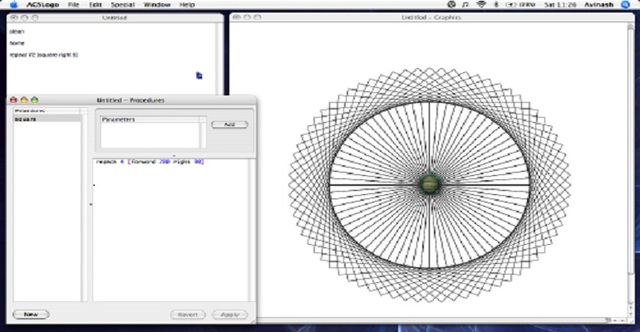 ACSLogo File Edit Special Window Help Sat 11:26 Avinash
Untitled
Untitled - Graphics
clean
home
repeat 72 [square right 5]
Untitled - Procedures
Procedures
square
Parameters
Add
repeat 4 [forward 200 right 90]
New
Revert
Apply